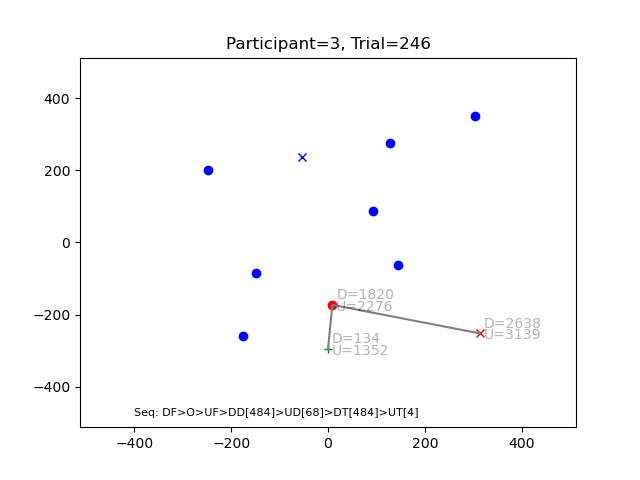 Participant=3, Trial=246
400
200
0
−200
−400
D=1820
U=2276
D=2638
U=3139
D=134
U=1352
Seq: DF>O>UF>DD[484]>UD[68]>DT[484]>UT[4]
−400
−200
0
200
400